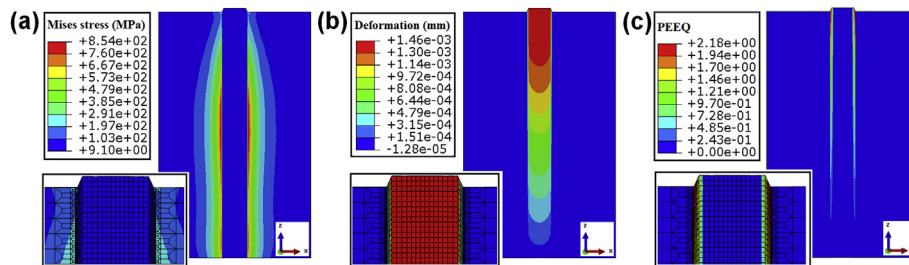 (a)
Mises stress (MPa)
+8.54e+02
+7.60e+02
+6.67e+02
+5.73e+02
+4.79e+02
+3.85e+02
+2.91e+02
+1.97e+02
+1.03e+02
+9.10e+00
z
x
(b)
Deformation (mm)
+1.46e-03
+1.30e-03
+1.14e-03
+9.72e-04
+8.08e-04
+6.44e-04
+4.79e-04
+3.15e-04
+1.51e-04
-1.28e-05
z
x
(c)
PEEQ
+2.18e+00
+1.94e+00
+1.70e+00
+1.46e+00
+1.21e+00
+9.70e-01
+7.28e-01
+4.85e-01
+2.43e-01
+0.00e+00
z
x